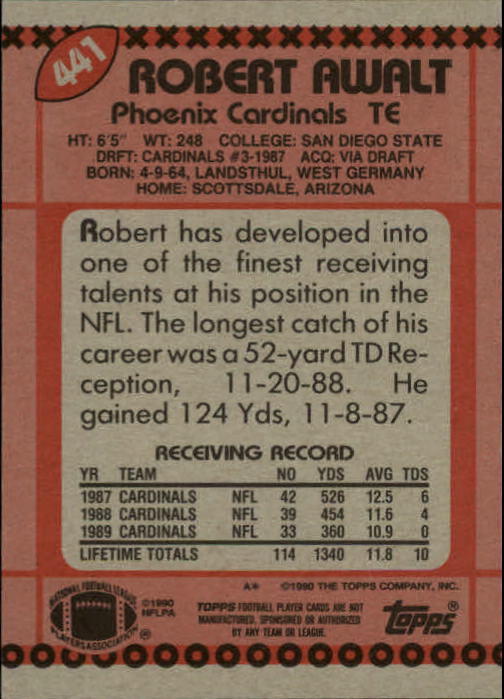 441
ROBERT AWALT
Phoenix Cardinals TE
HT: 6'5" WT: 248 COLLEGE: SAN DIEGO STATE
DRFT: CARDINALS #3-1987 ACQ: VIA DRAFT
BORN: 4-9-64, LANDSTHUL, WEST GERMANY
HOME: SCOTTSDALE, ARIZONA
Robert has developed into
one of the finest receiving
talents at his position in the
NFL. The longest catch of his
career was a 52-yard TD Re-
ception, 11-20-88. He
gained 124 Yds, 11-8-87.
RECEIVING RECORD
YR TEAM NO YDS AVG TDS
1987 CARDINALS NFL 42 526 12.5 6
1988 CARDINALS NFL 39 454 11.6 4
1989 CARDINALS NFL 33 360 10.9 0
LIFETIME TOTALS 114 1340 11.8 10
A* ©1990 THE TOPPS COMPANY, INC.
NATIONAL FOOTBALL LEAGUE
PLAYERS ASSOCIATION ®
©1990
NFLPA
TOPPS FOOTBALL PLAYER CARDS ARE NOT
MANUFACTURED, SPONSORED OR AUTHORIZED
BY ANY TEAM OR LEAGUE.
topps®